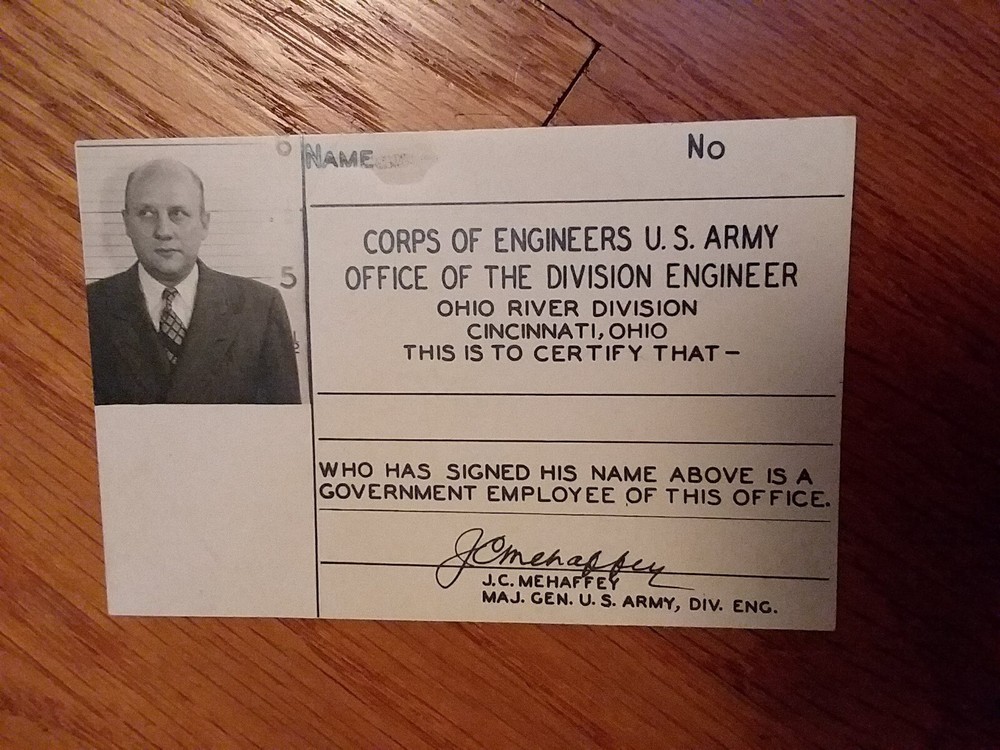 NAME
No
5
CORPS OF ENGINEERS U.S. ARMY
OFFICE OF THE DIVISION ENGINEER
OHIO RIVER DIVISION
CINCINNATI, OHIO
THIS IS TO CERTIFY THAT –
WHO HAS SIGNED HIS NAME ABOVE IS A
GOVERNMENT EMPLOYEE OF THIS OFFICE.
JCMehaffey
J.C. MEHAFFEY
MAJ. GEN. U.S. ARMY, DIV. ENG.